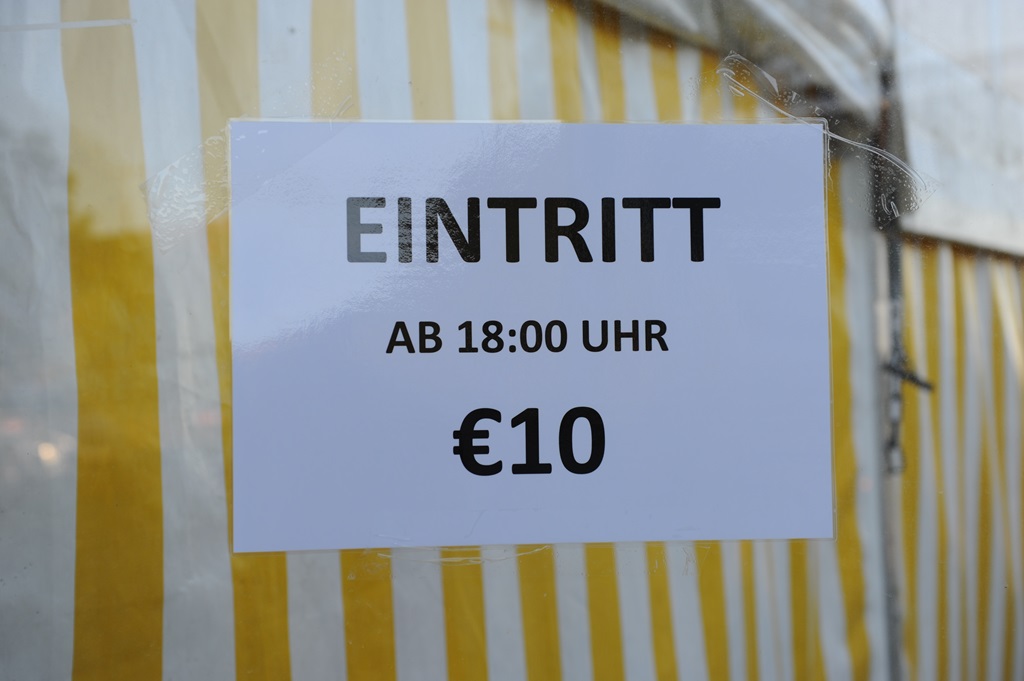 EINTRITT
AB 18:00 UHR
€10